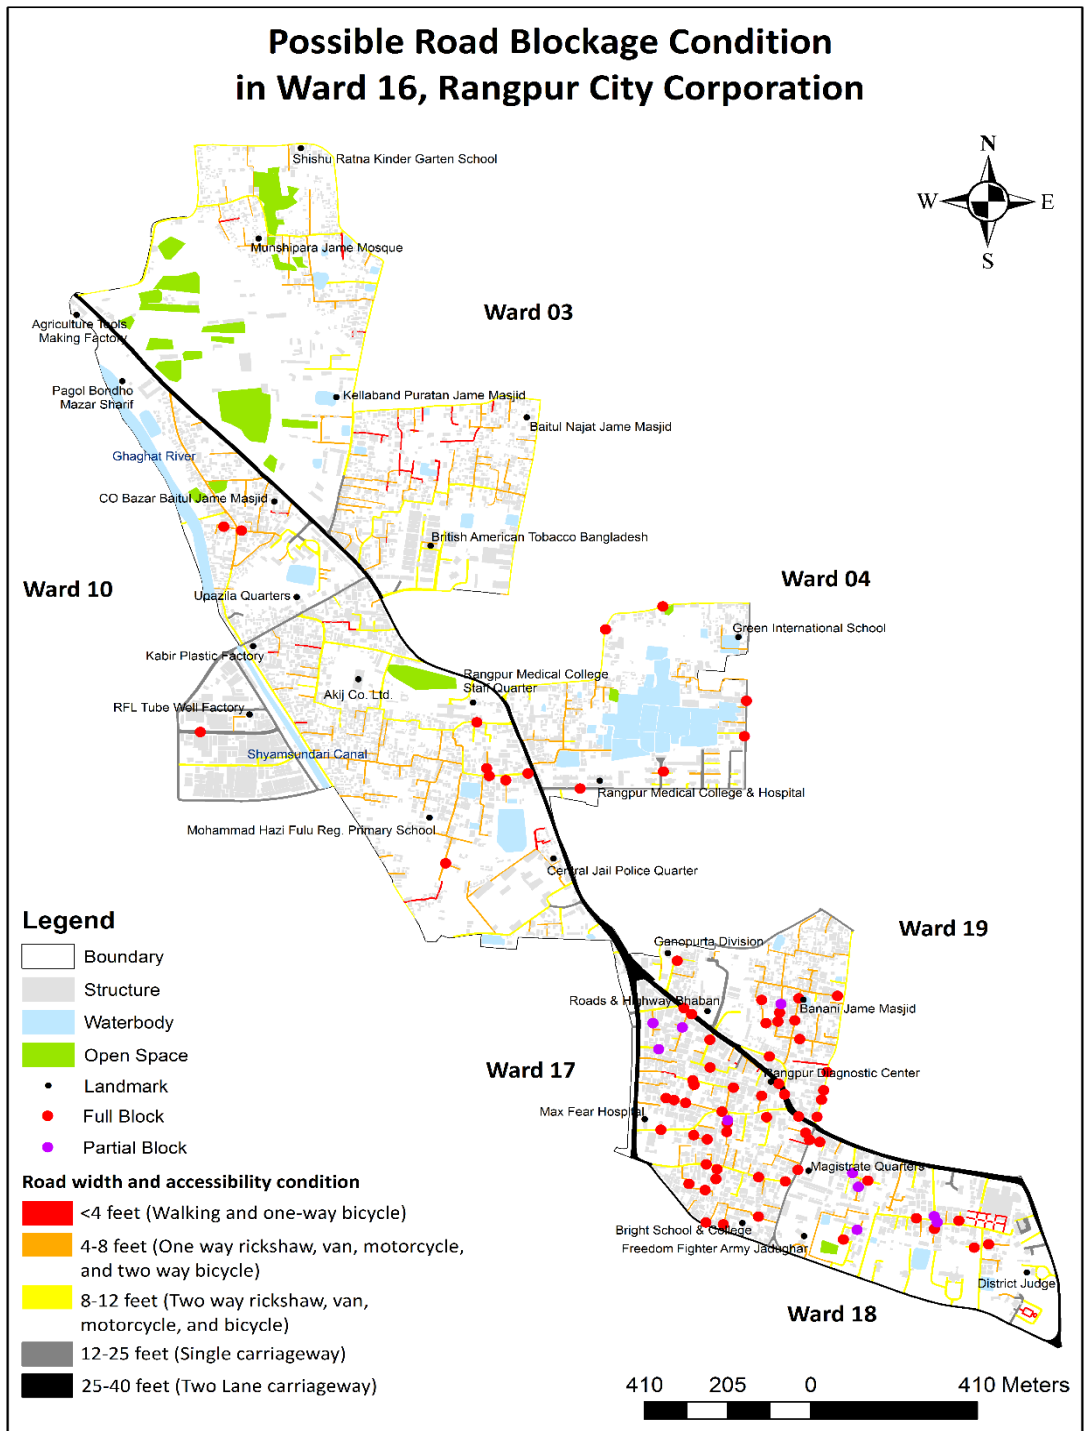 Possible Road Blockage Condition
in Ward 16, Rangpur City Corporation
N
W
E
S
Shishu Ratna Kinder Garten School
Munshipara Jame Mosque
Ward 03
Agriculture Tools
Making Factory
Pagol Bondho
Mazar Sharif
Kellaband Puratan Jame Masjid
Baitul Najat Jame Masjid
Ghaghat River
CO Bazar Baitul Jame Masjid
British American Tobacco Bangladesh
Ward 10
Ward 04
Upazila Quarters
Green International School
Kabir Plastic Factory
Rangpur Medical College
Staff Quarter
Akij Co. Ltd.
RFL Tube Well Factory
Shyamsundari Canal
Rangpur Medical College & Hospital
Mohammad Hazi Fulu Reg. Primary School
Central Jail Police Quarter
Legend
Boundary
Structure
Waterbody
Open Space
Landmark
Full Block
Partial Block
Ward 19
Ganopurta Division
Roads & Highway Bhaban
Banani Jame Masjid
Ward 17
Rangpur Diagnostic Center
Max Fear Hospital
Magistrate Quarters
Bright School & College
Freedom Fighter Army Jadughar
District Judge
Ward 18
Road width and accessibility condition
<4 feet (Walking and one-way bicycle)
4-8 feet (One way rickshaw, van, motorcycle,
and two way bicycle)
8-12 feet (Two way rickshaw, van,
motorcycle, and bicycle)
12-25 feet (Single carriageway)
25-40 feet (Two Lane carriageway)
410 205 0 410 Meters